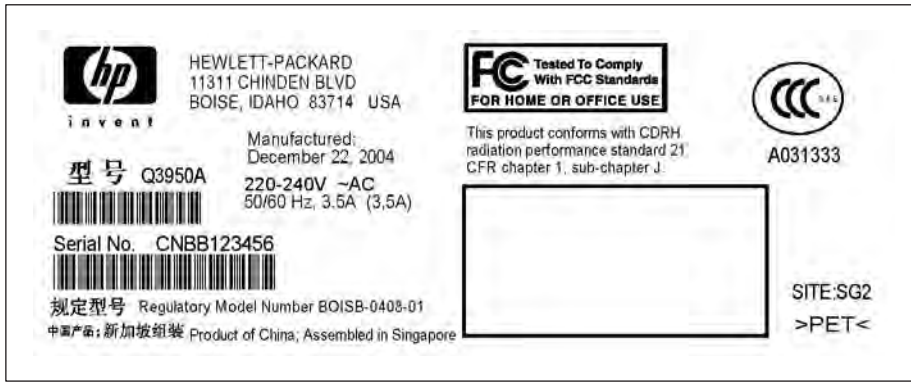 hp
invent
HEWLETT-PACKARD
11311 CHINDEN BLVD
BOISE, IDAHO 83714 USA
Manufactured:
December 22, 2004
220-240V ~AC
50/60 Hz, 3.5A (3,5A)
型号 Q3950A
Serial No. CNBB123456
规定型号 Regulatory Model Number BOISB-0403-01
中国产品;新加坡组装 Product of China; Assembled in Singapore
FC Tested To Comply
With FCC Standards
FOR HOME OR OFFICE USE
This product conforms with CDRH
radiation performance standard 21
CFR chapter 1, sub-chapter J.
CCC S&E
A031333
SITE:SG2
>PET<